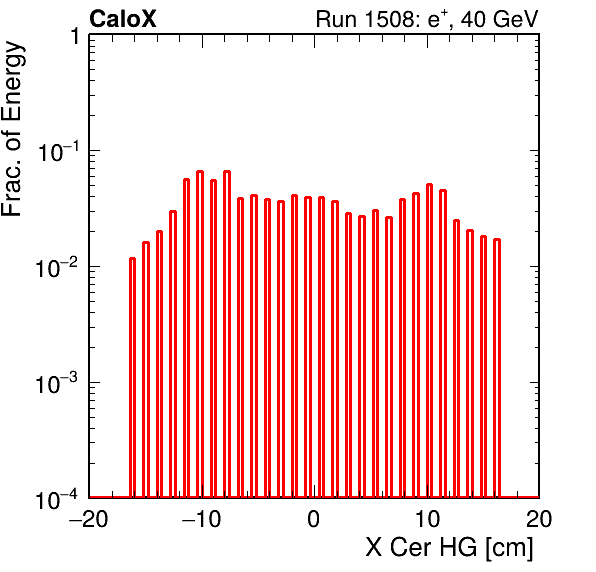 CaloX Run 1508: e⁺, 40 GeV
Frac. of Energy
1
10⁻¹
10⁻²
10⁻³
10⁻⁴
−20 −10 0 10 20
X Cer HG [cm]